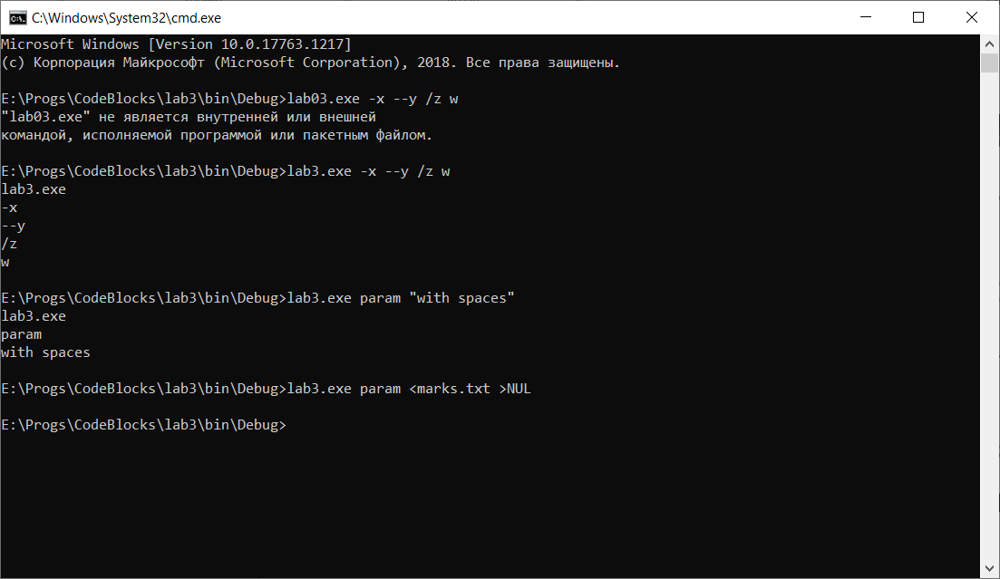 C:\Windows\System32\cmd.exe
Microsoft Windows [Version 10.0.17763.1217]
(c) Корпорация Майкрософт (Microsoft Corporation), 2018. Все права защищены.
E:\Progs\CodeBlocks\lab3\bin\Debug>lab03.exe -x --y /z w
"lab03.exe" не является внутренней или внешней
командой, исполняемой программой или пакетным файлом.
E:\Progs\CodeBlocks\lab3\bin\Debug>lab3.exe -x --y /z w
lab3.exe
-x
--y
/z
w
E:\Progs\CodeBlocks\lab3\bin\Debug>lab3.exe param "with spaces"
lab3.exe
param
with spaces
E:\Progs\CodeBlocks\lab3\bin\Debug>lab3.exe param <marks.txt >NUL
E:\Progs\CodeBlocks\lab3\bin\Debug>